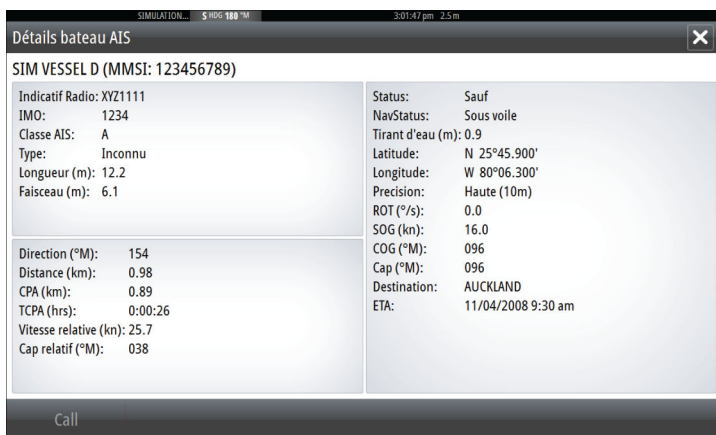 SIMULATION... S HDG 180 °M 3:01:47 pm 2.5 m
Détails bateau AIS
SIM VESSEL D (MMSI: 123456789)
Indicatif Radio: XYZ1111
IMO: 1234
Classe AIS: A
Type: Inconnu
Longueur (m): 12.2
Faisceau (m): 6.1
Direction (°M): 154
Distance (km): 0.98
CPA (km): 0.89
TCPA (hrs): 0:00:26
Vitesse relative (kn): 25.7
Cap relatif (°M): 038
Status: Sauf
NavStatus: Sous voile
Tirant d'eau (m): 0.9
Latitude: N 25°45.900'
Longitude: W 80°06.300'
Precision: Haute (10m)
ROT (°/s): 0.0
SOG (kn): 16.0
COG (°M): 096
Cap (°M): 096
Destination: AUCKLAND
ETA: 11/04/2008 9:30 am
Call